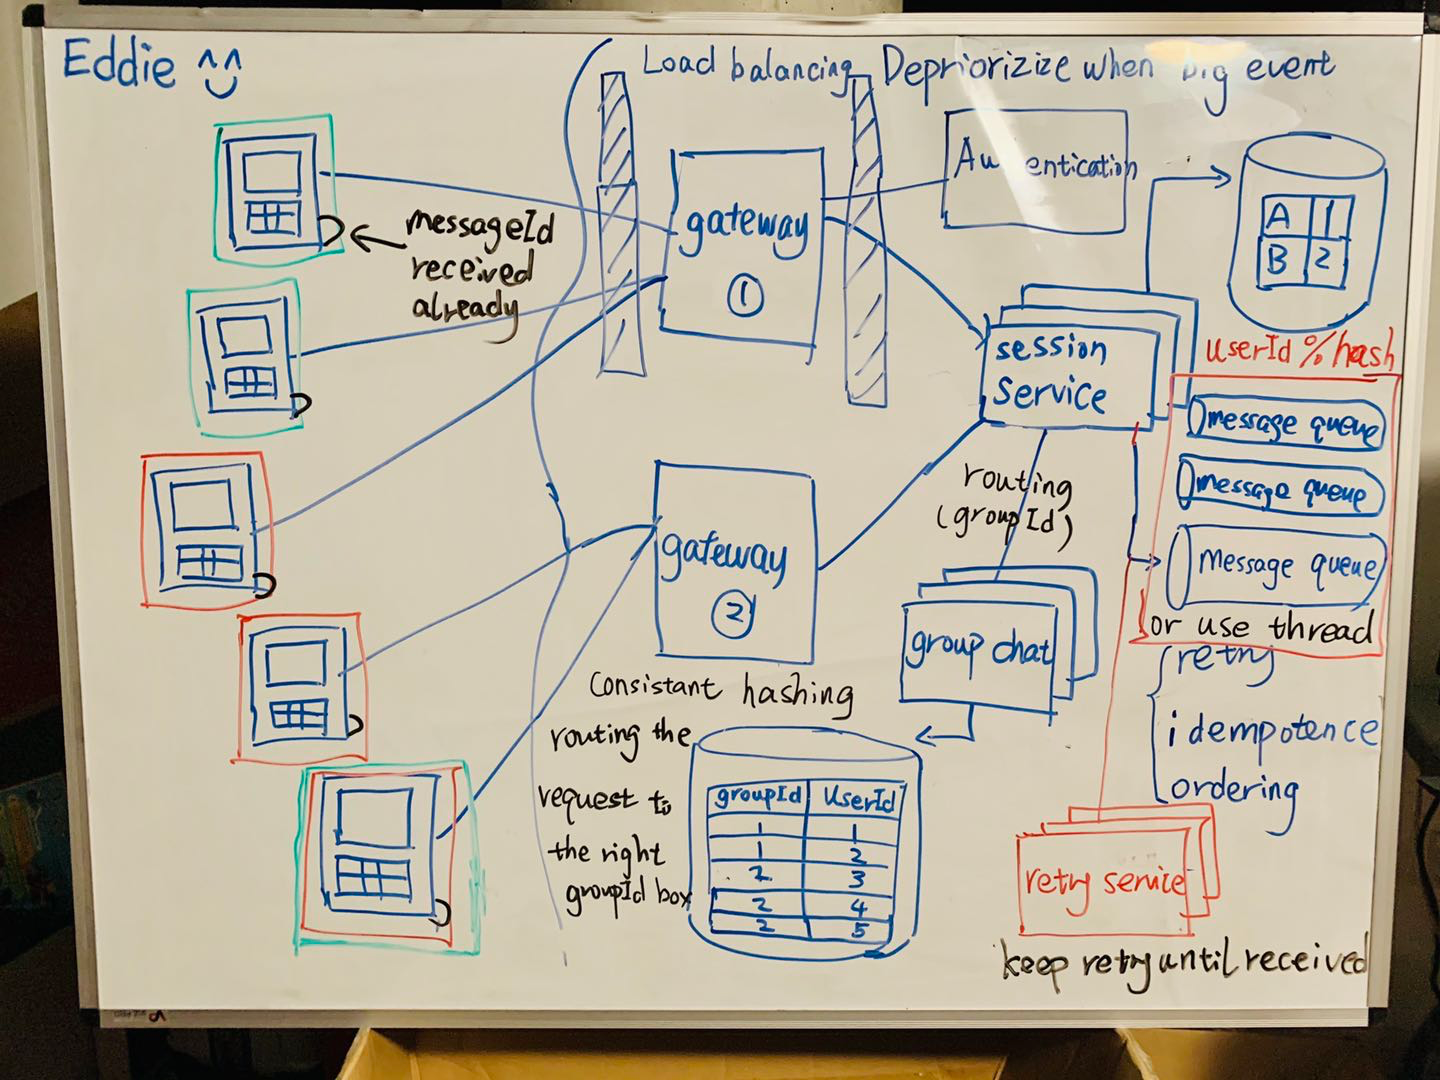 Eddie ^^
Load balancing
Depriorizize when big event
messageId
received
already
gateway
1
Authentication
A 1
B 2
session
service
userId % hash
message queue
message queue
message queue
or use thread
routing
(groupId)
gateway
2
group chat
retry
idempotence
ordering
Consistant hashing
routing the
request to
the right
groupId box
groupId UserId
1 1
1 2
2 3
2 4
2 5
retry service
keep retry until received